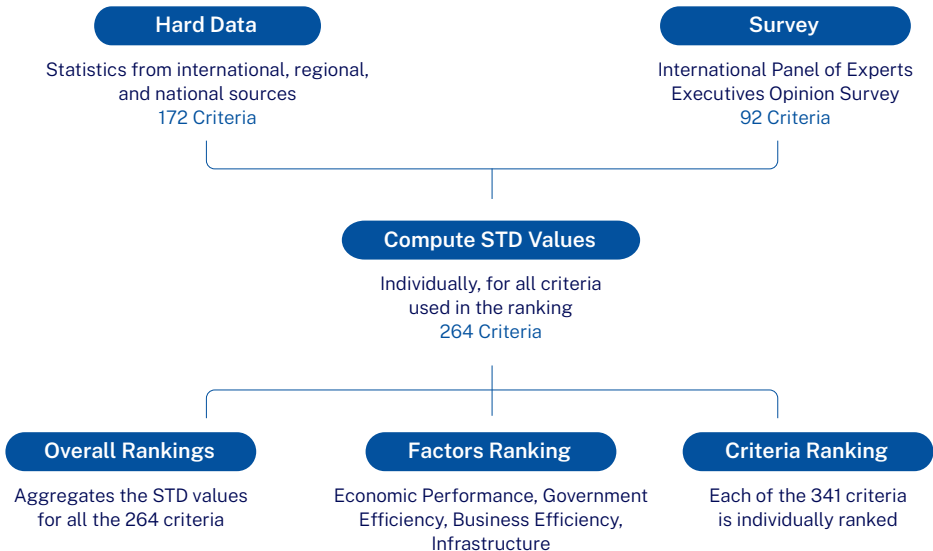 Hard Data
Statistics from international, regional,
and national sources
172 Criteria
Survey
International Panel of Experts
Executives Opinion Survey
92 Criteria
Compute STD Values
Individually, for all criteria
used in the ranking
264 Criteria
Overall Rankings
Aggregates the STD values
for all the 264 criteria
Factors Ranking
Economic Performance, Government
Efficiency, Business Efficiency,
Infrastructure
Criteria Ranking
Each of the 341 criteria
is individually ranked